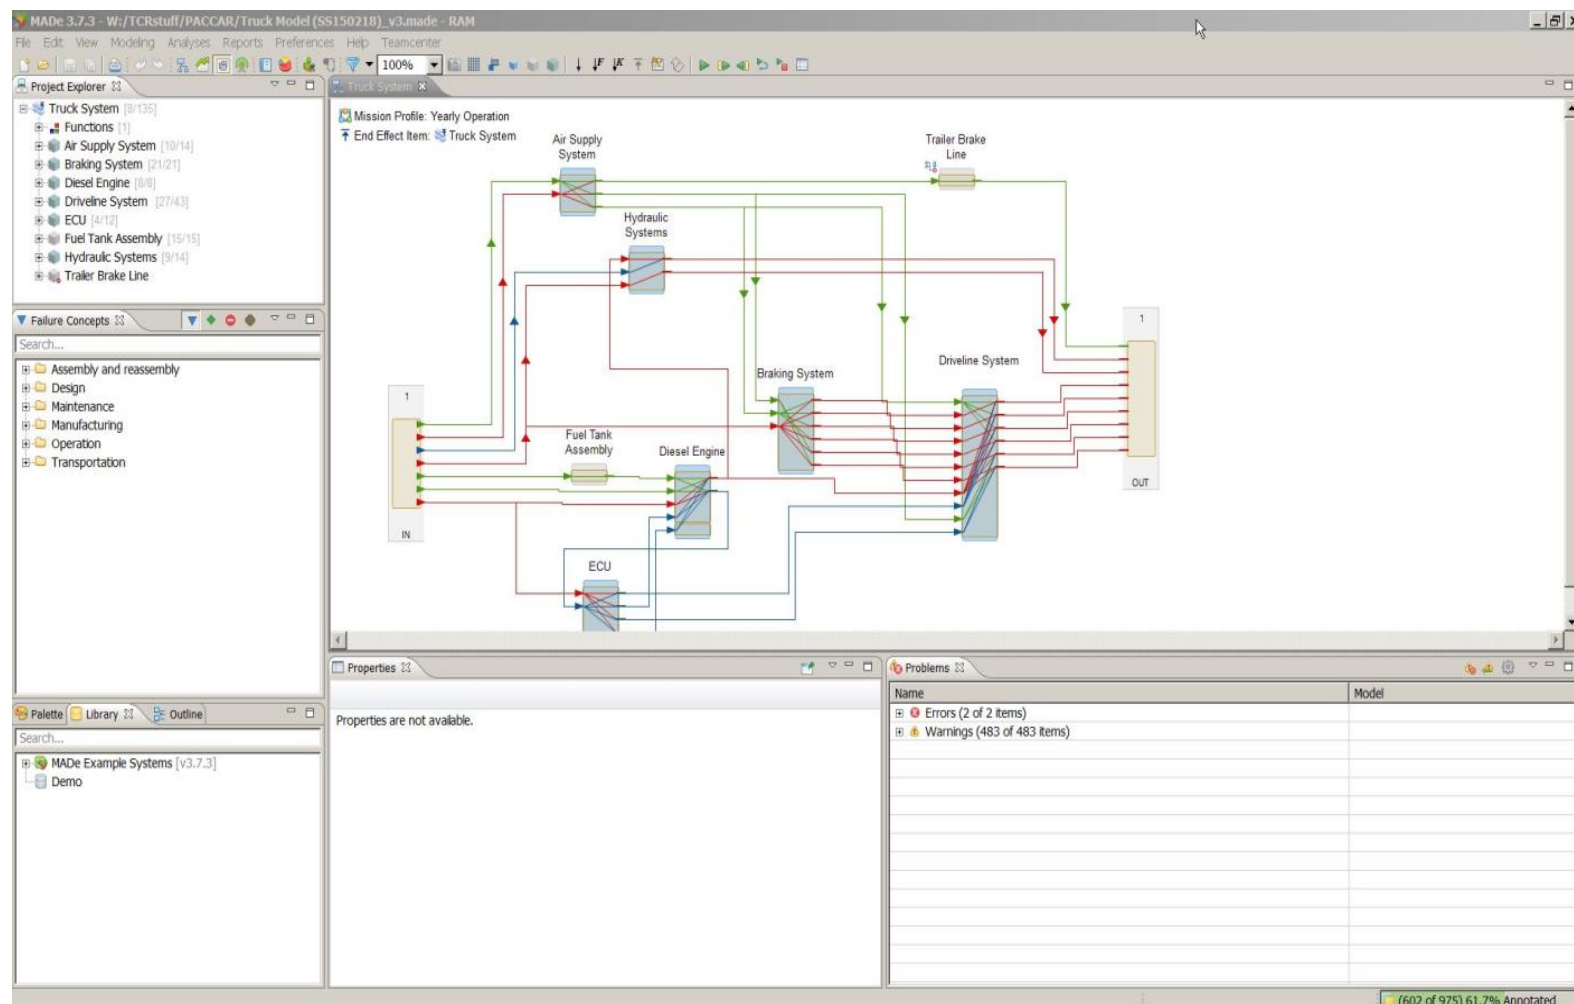 MADe 3.7.3 - W:/TCRstuff/PACCAR/Truck Model (SS150218)_v3.made - RAM
File Edit View Modeling Analyses Reports Preferences Help Teamcenter
100%
Project Explorer
Truck System [8/135]
Functions [1]
Air Supply System [10/14]
Braking System [21/21]
Diesel Engine [8/8]
Driveline System [27/43]
ECU [4/12]
Fuel Tank Assembly [15/15]
Hydraulic Systems [9/14]
Trailer Brake Line
Failure Concepts
Search...
Assembly and reassembly
Design
Maintenance
Manufacturing
Operation
Transportation
Palette Library Outline
Search...
MADe Example Systems [v3.7.3]
Demo
Truck System
Mission Profile: Yearly Operation
End Effect Item: Truck System
Air Supply
System
Trailer Brake
Line
Hydraulic
Systems
1
Driveline System
Braking System
1
Fuel Tank
Assembly
Diesel Engine
OUT
IN
ECU
Properties
Properties are not available.
Problems
Name Model
Errors (2 of 2 items)
Warnings (483 of 483 items)
(602 of 975) 61.7% Annotated